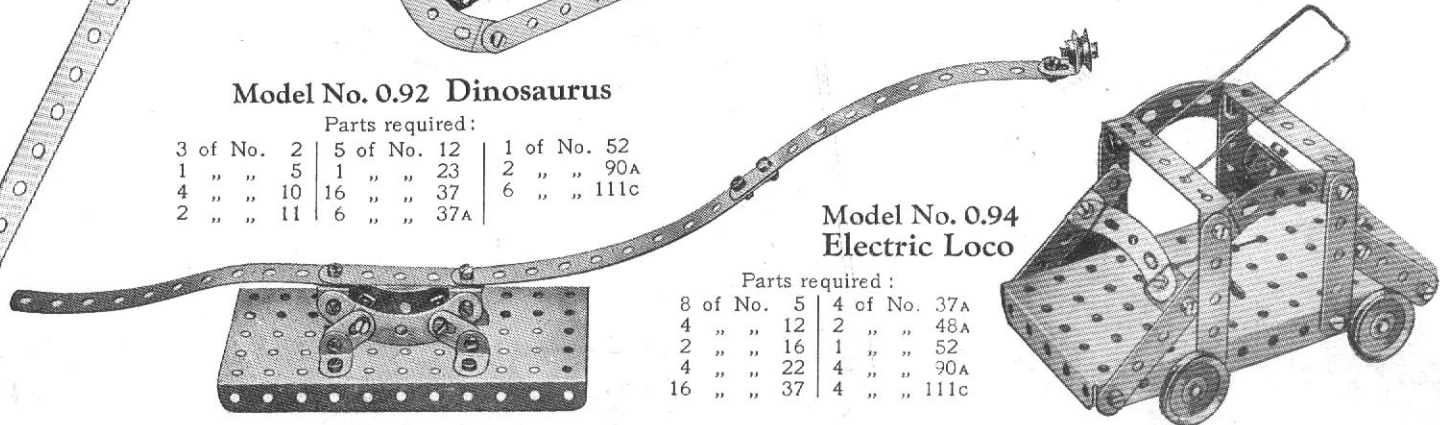 Model No. 0.92 Dinosaurus
Parts required:
3 of No. 2 | 5 of No. 12 | 1 of No. 52
1 „ „ 5 | 1 „ „ 23 | 2 „ „ 90A
4 „ „ 10 | 16 „ „ 37 | 6 „ „ 111c
2 „ „ 11 | 6 „ „ 37A
Model No. 0.94
Electric Loco
Parts required:
8 of No. 5 | 4 of No. 37A
4 „ „ 12 | 2 „ „ 48A
2 „ „ 16 | 1 „ „ 52
4 „ „ 22 | 4 „ „ 90A
16 „ „ 37 | 4 „ „ 111c